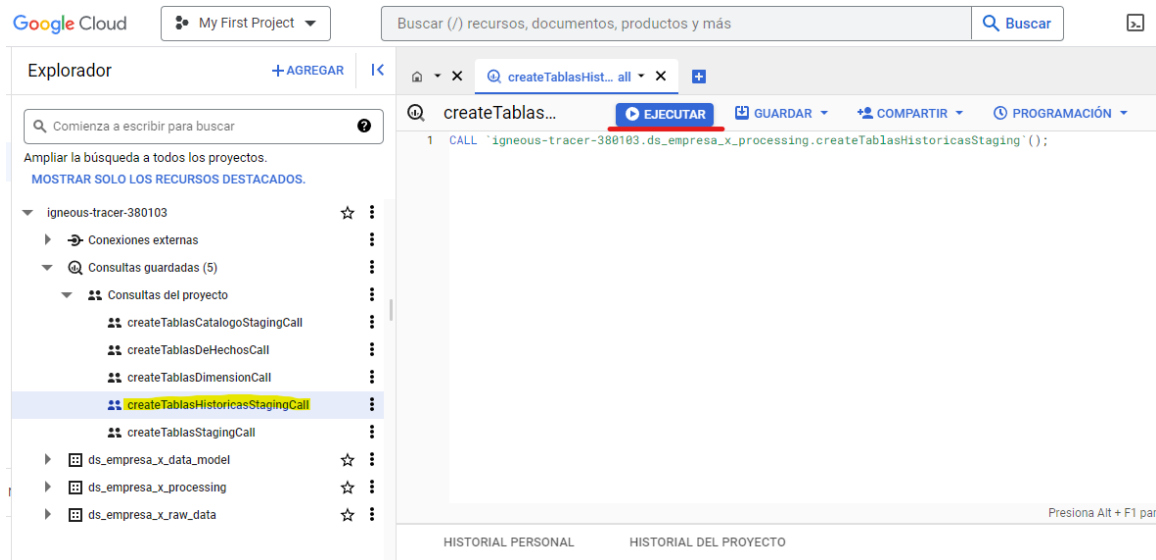 Google Cloud
My First Project
Buscar (/) recursos, documentos, productos y más
Buscar
Explorador
+ AGREGAR
createTablasHist... all
Comienza a escribir para buscar
createTablas...
EJECUTAR
GUARDAR
COMPARTIR
PROGRAMACIÓN
Ampliar la búsqueda a todos los proyectos.
MOSTRAR SOLO LOS RECURSOS DESTACADOS.
1 CALL `igneous-tracer-380103.ds_empresa_x_processing.createTablasHistoricasStaging`();
igneous-tracer-380103
Conexiones externas
Consultas guardadas (5)
Consultas del proyecto
createTablasCatalogoStagingCall
createTablasDeHechosCall
createTablasDimensionCall
createTablasHistoricasStagingCall
createTablasStagingCall
ds_empresa_x_data_model
ds_empresa_x_processing
ds_empresa_x_raw_data
Presiona Alt + F1 par
HISTORIAL PERSONAL
HISTORIAL DEL PROYECTO